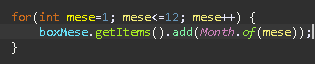 for(int mese=1; mese<=12; mese++) {
boxMese.getItems().add(Month.of(mese));
}